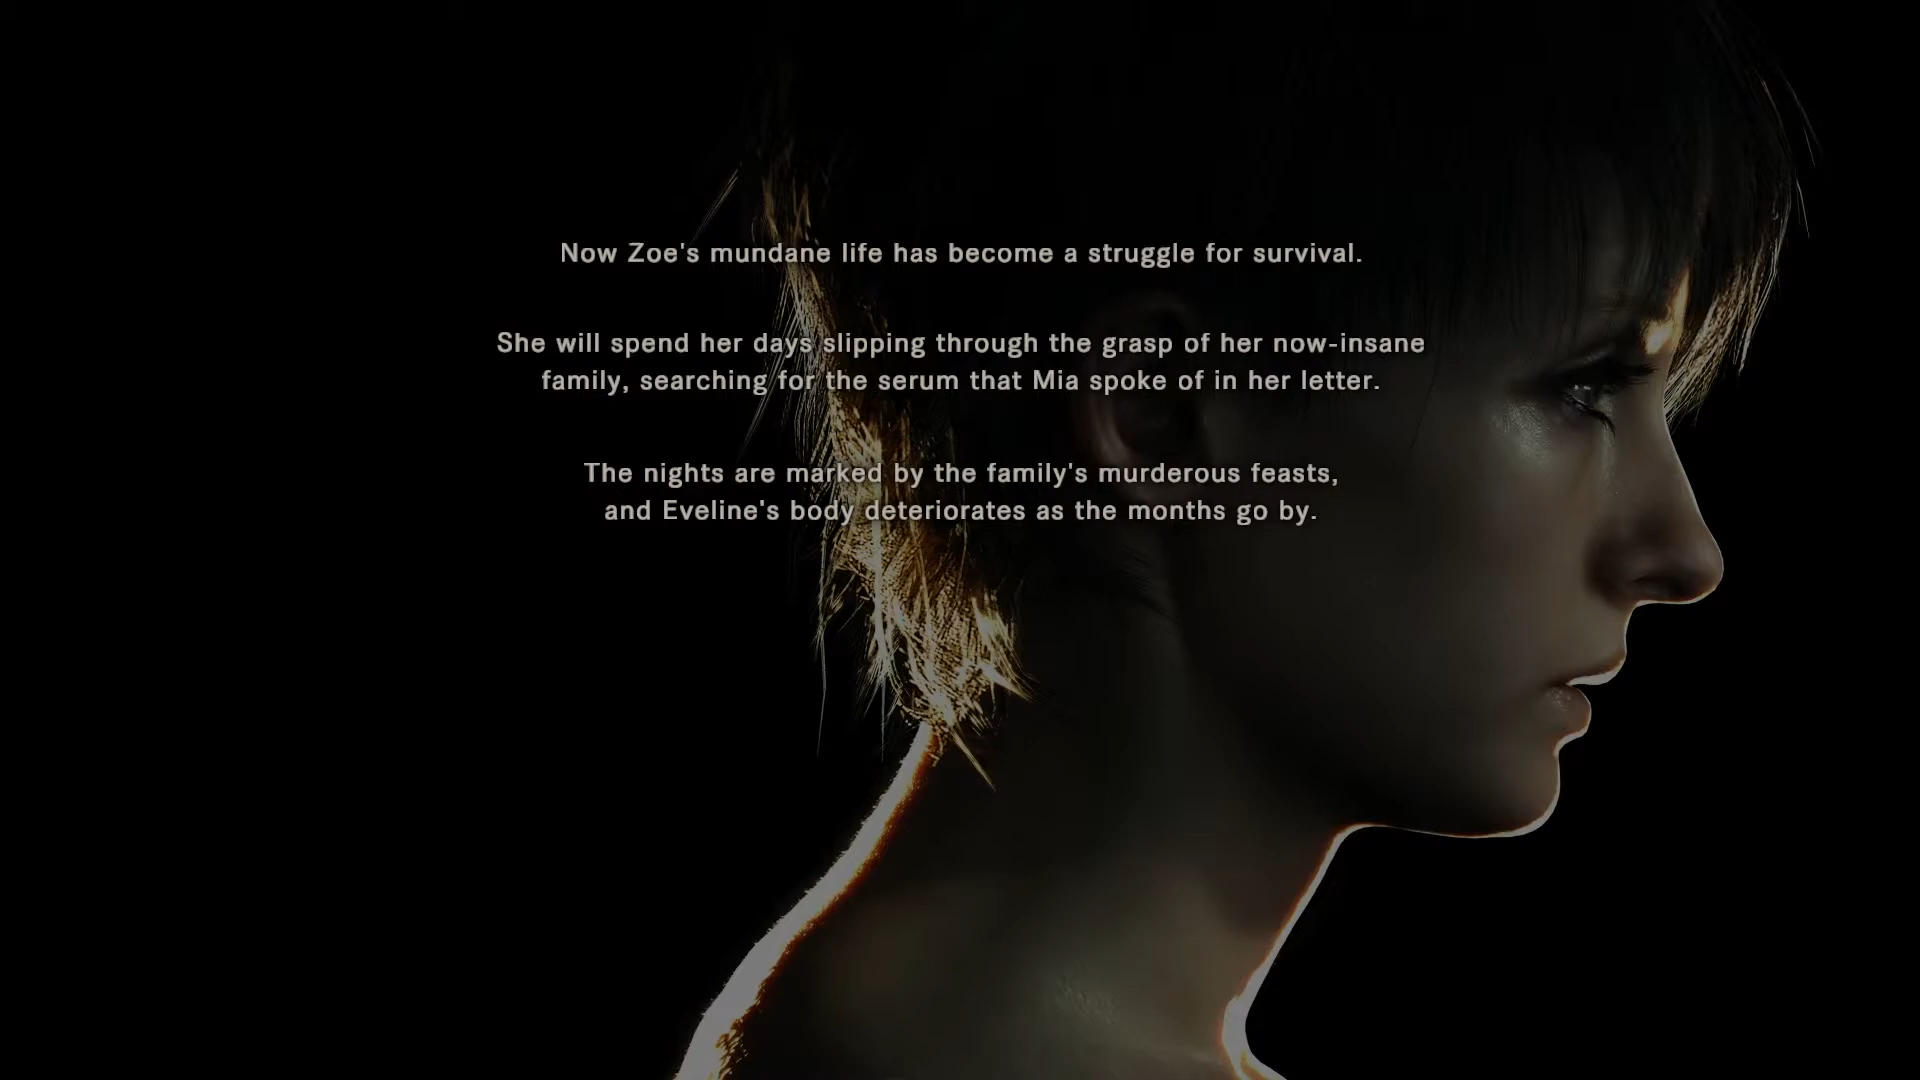 Now Zoe's mundane life has become a struggle for survival.
She will spend her days slipping through the grasp of her now-insane
family, searching for the serum that Mia spoke of in her letter.
The nights are marked by the family's murderous feasts,
and Eveline's body deteriorates as the months go by.